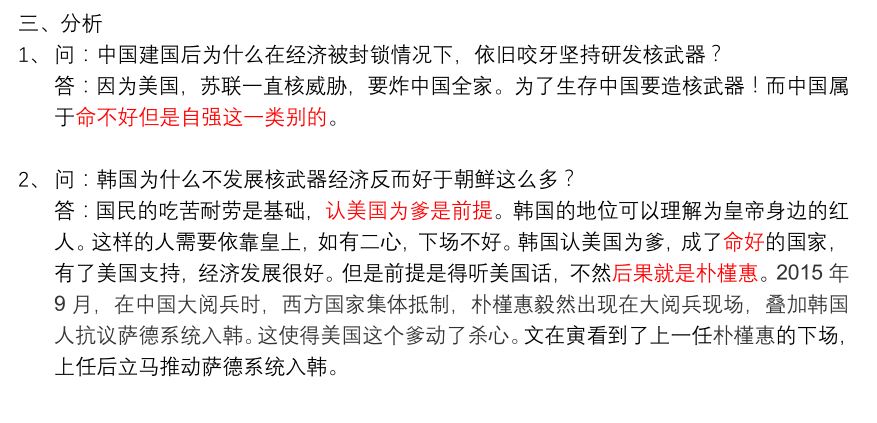 三、分析
1、 问：中国建国后为什么在经济被封锁情况下，依旧咬牙坚持研发核武器？
答：因为美国，苏联一直核威胁，要炸中国全家。为了生存中国要造核武器！而中国属
于命不好但是自强这一类别的。
2、 问：韩国为什么不发展核武器经济反而好于朝鲜这么多？
答：国民的吃苦耐劳是基础，认美国为爹是前提。韩国的地位可以理解为皇帝身边的红
人。这样的人需要依靠皇上，如有二心，下场不好。韩国认美国为爹，成了命好的国家，
有了美国支持，经济发展很好。但是前提是得听美国话，不然后果就是朴槿惠。2015 年
9 月，在中国大阅兵时，西方国家集体抵制，朴槿惠毅然出现在大阅兵现场，叠加韩国
人抗议萨德系统入韩。这使得美国这个爹动了杀心。文在寅看到了上一任朴槿惠的下场，
上任后立马推动萨德系统入韩。